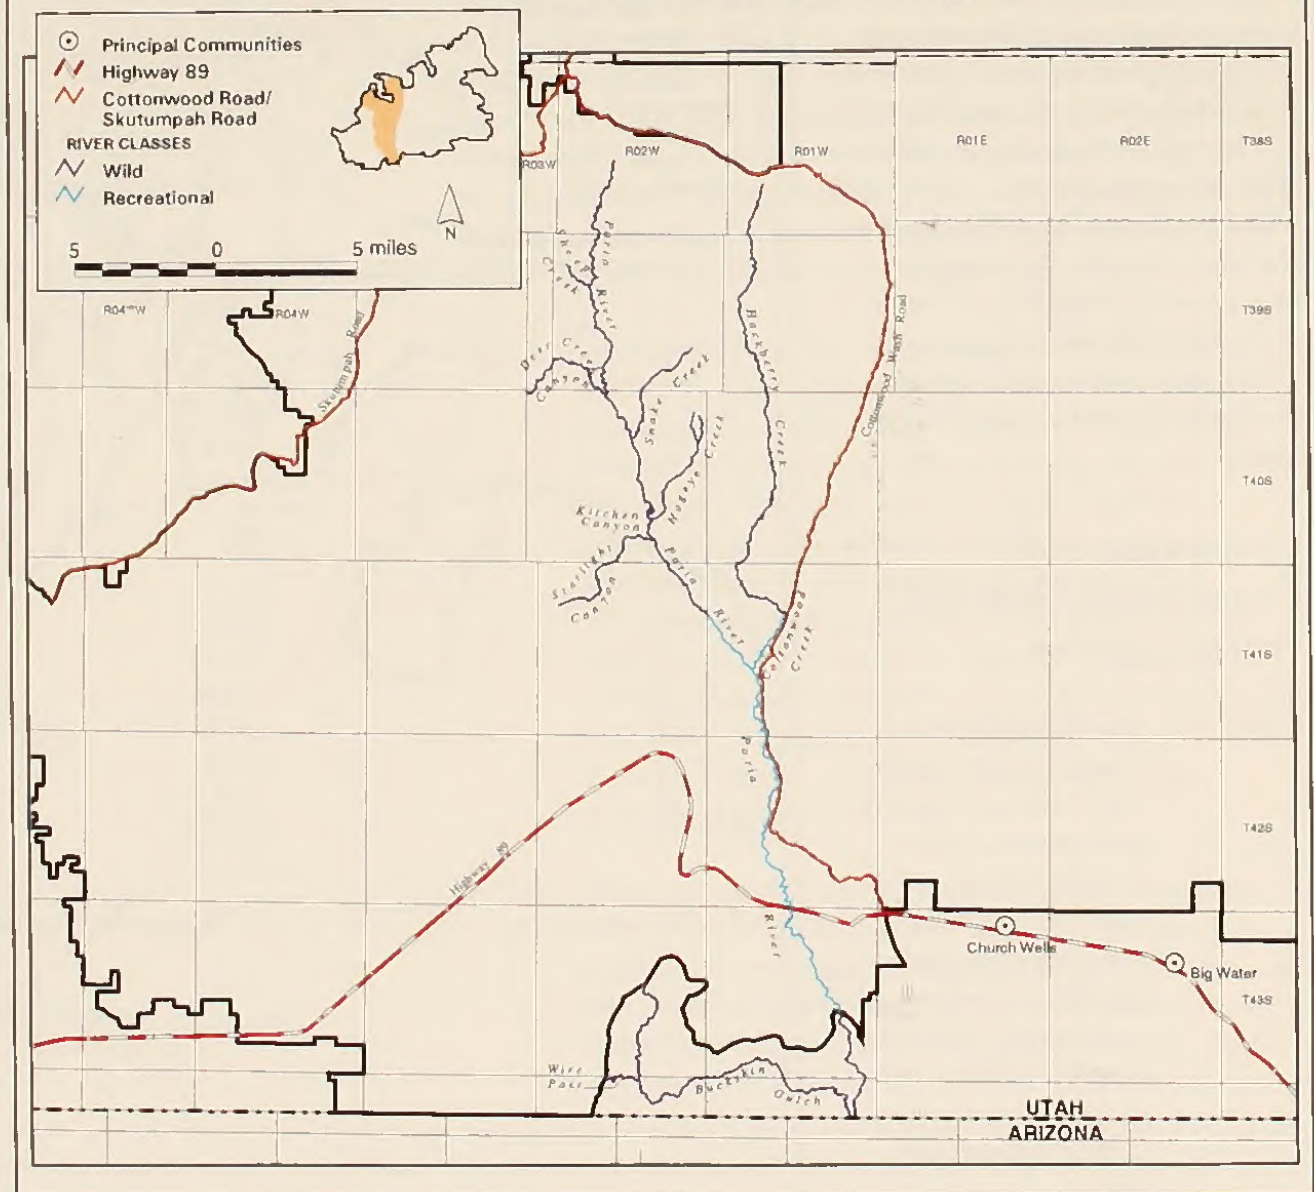 Principal Communities
Highway 89
Cottonwood Road/
Skutumpah Road
RIVER CLASSES
Wild
Recreational
N
5 0 5 miles
R03W
R02W
R01W
R01E
R02E
T38S
Paria River
Sheep
Creek
R04W
R04W
T39S
Skutumpah Road
Hackberry Creek
Cottonwood Wash Road
Deer Creek
Canyon
Snake Creek
Hogeye Creek
T40S
Kitchen
Canyon
Starlight
Canyon
Paria River
Cottonwood
Creek
T41S
Paria River
T42S
Highway 89
Church Wells
Big Water
T43S
Wire
Pass
Buckskin Gulch
UTAH
ARIZONA